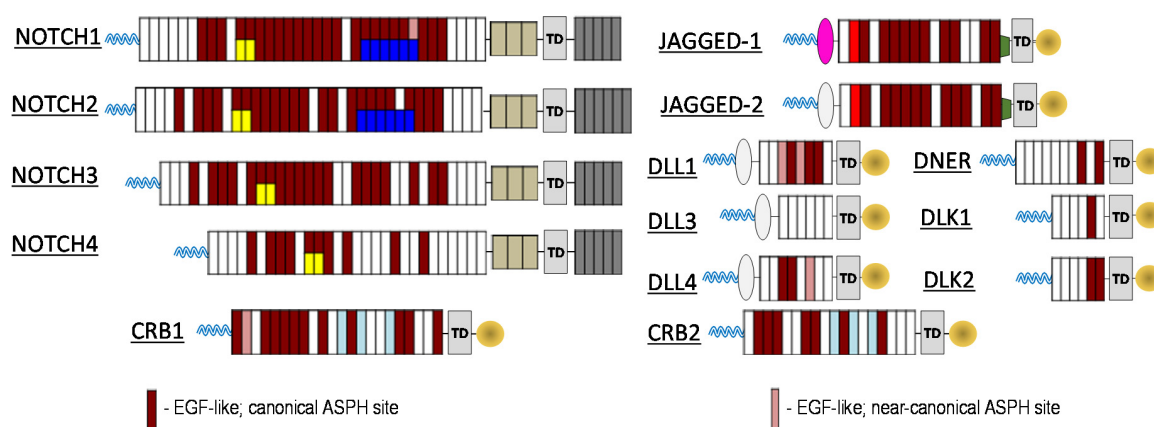 NOTCH1
TD
NOTCH2
TD
NOTCH3
TD
NOTCH4
TD
CRB1
TD
JAGGED-1
TD
JAGGED-2
TD
DLL1
TD
DNER
TD
DLL3
TD
DLK1
TD
DLL4
TD
DLK2
TD
CRB2
TD
- EGF-like; canonical ASPH site
- EGF-like; near-canonical ASPH site